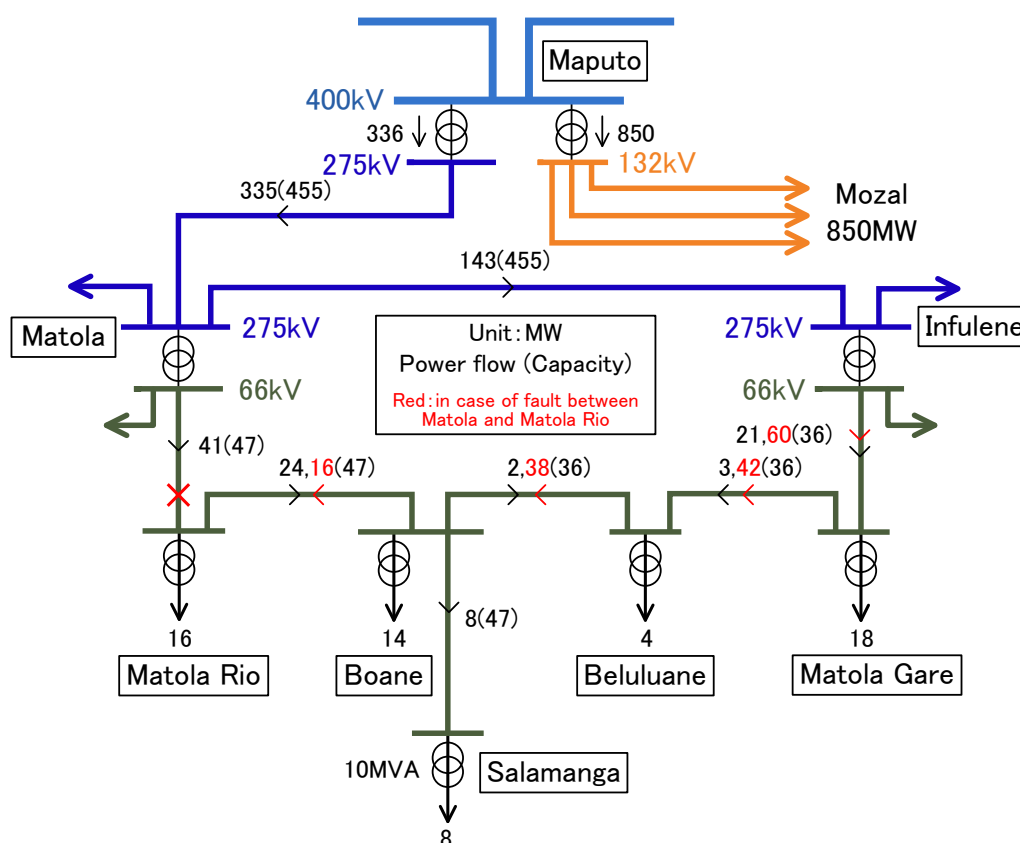 Maputo
400kV
336
850
275kV
132kV
335(455)
Mozal
850MW
143(455)
Matola
275kV
275kV
Infulene
Unit:MW
Power flow (Capacity)
Red:in case of fault between
Matola and Matola Rio
66kV
66kV
41(47)
21,60(36)
24,16(47)
2,38(36)
3,42(36)
8(47)
16
14
4
18
Matola Rio
Boane
Beluluane
Matola Gare
10MVA
Salamanga
8